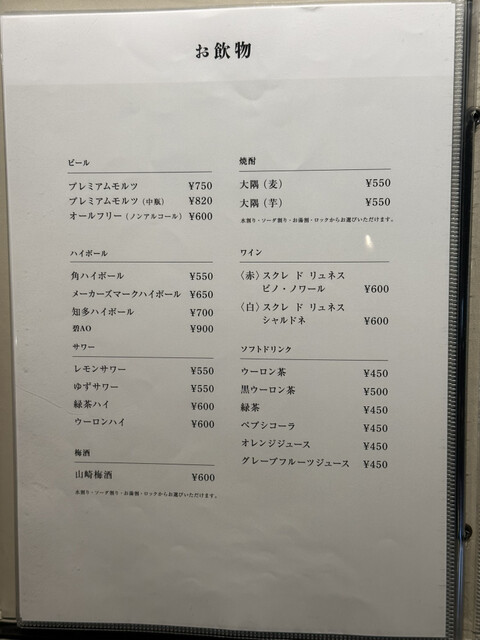 お飲物
ビール
プレミアムモルツ ¥750
プレミアムモルツ（中瓶） ¥820
オールフリー（ノンアルコール） ¥600
ハイボール
角ハイボール ¥550
メーカーズマークハイボール ¥650
知多ハイボール ¥700
碧AO ¥900
サワー
レモンサワー ¥550
ゆずサワー ¥550
緑茶ハイ ¥600
ウーロンハイ ¥600
梅酒
山崎梅酒 ¥600
水割り・ソーダ割り・お湯割・ロックからお選びいただけます。
焼酎
大隅（麦） ¥550
大隅（芋） ¥550
水割り・ソーダ割り・お湯割・ロックからお選びいただけます。
ワイン
〈赤〉スクレ ド リュネス
ピノ・ノワール ¥600
〈白〉スクレ ド リュネス
シャルドネ ¥600
ソフトドリンク
ウーロン茶 ¥450
黒ウーロン茶 ¥500
緑茶 ¥450
ペプシコーラ ¥450
オレンジジュース ¥450
グレープフルーツジュース ¥450